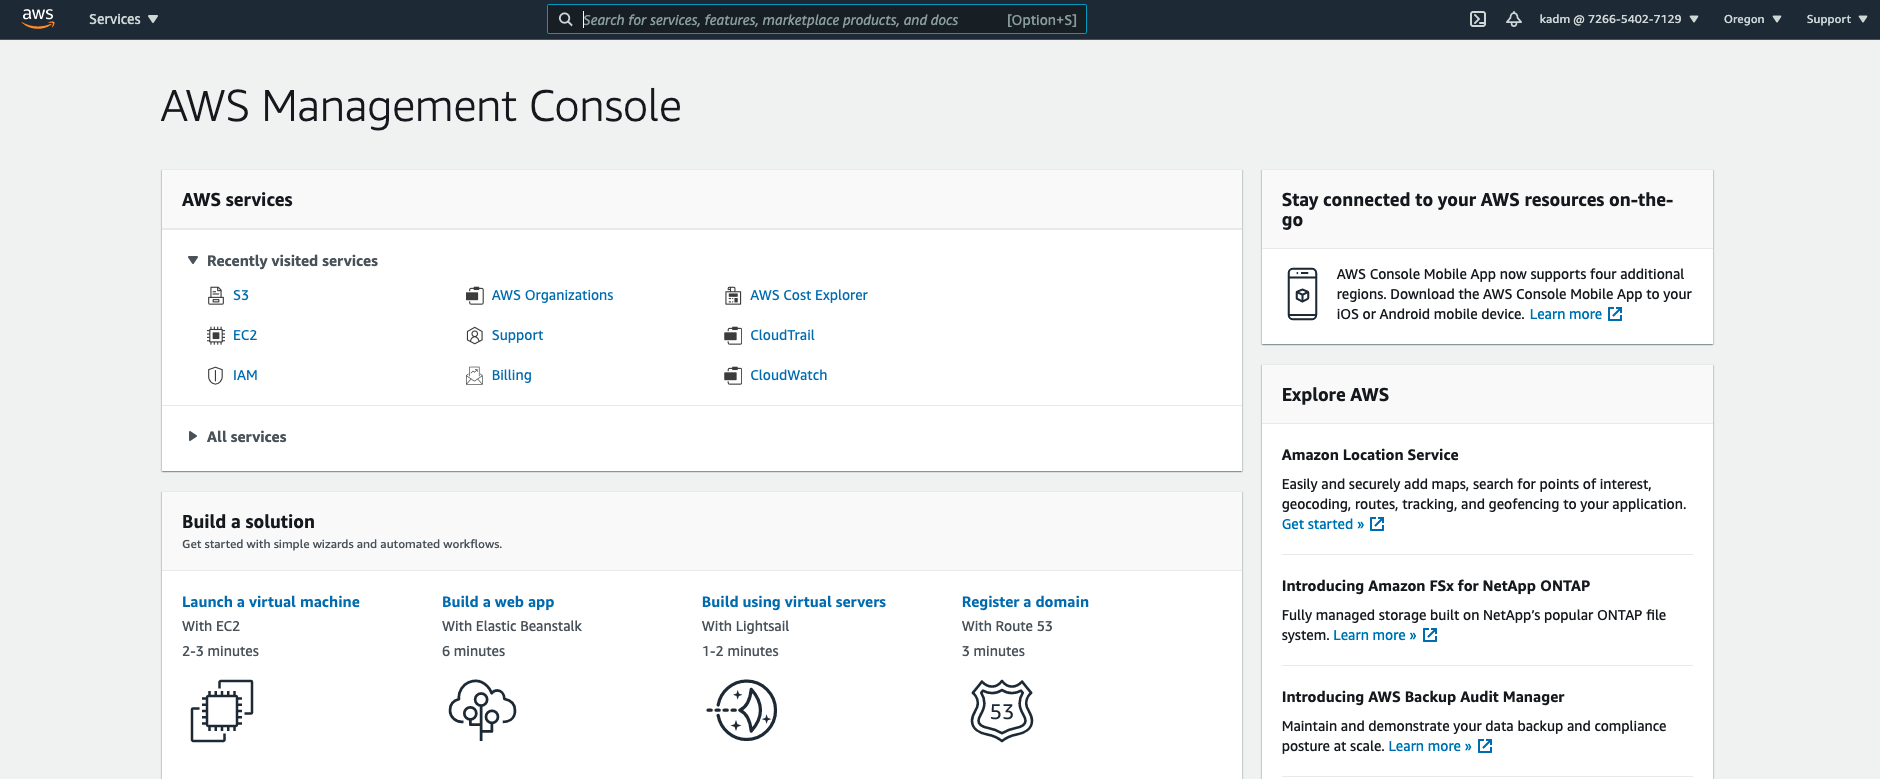 aws
Services
Search for services, features, marketplace products, and docs [Option+S]
kadm @ 7266-5402-7129
Oregon
Support
AWS Management Console
AWS services
Recently visited services
S3
AWS Organizations
AWS Cost Explorer
EC2
Support
CloudTrail
IAM
Billing
CloudWatch
All services
Build a solution
Get started with simple wizards and automated workflows.
Launch a virtual machine
With EC2
2-3 minutes
Build a web app
With Elastic Beanstalk
6 minutes
Build using virtual servers
With Lightsail
1-2 minutes
Register a domain
With Route 53
3 minutes
53
Stay connected to your AWS resources on-the-
go
AWS Console Mobile App now supports four additional
regions. Download the AWS Console Mobile App to your
iOS or Android mobile device. Learn more
Explore AWS
Amazon Location Service
Easily and securely add maps, search for points of interest,
geocoding, routes, tracking, and geofencing to your application.
Get started »
Introducing Amazon FSx for NetApp ONTAP
Fully managed storage built on NetApp’s popular ONTAP file
system. Learn more »
Introducing AWS Backup Audit Manager
Maintain and demonstrate your data backup and compliance
posture at scale. Learn more »